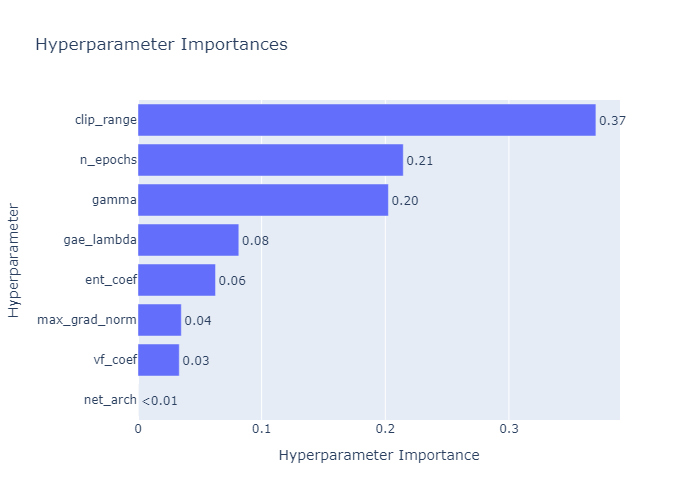 Hyperparameter Importances
Hyperparameter
clip_range 0.37
n_epochs 0.21
gamma 0.20
gae_lambda 0.08
ent_coef 0.06
max_grad_norm 0.04
vf_coef 0.03
net_arch <0.01
0 0.1 0.2 0.3
Hyperparameter Importance